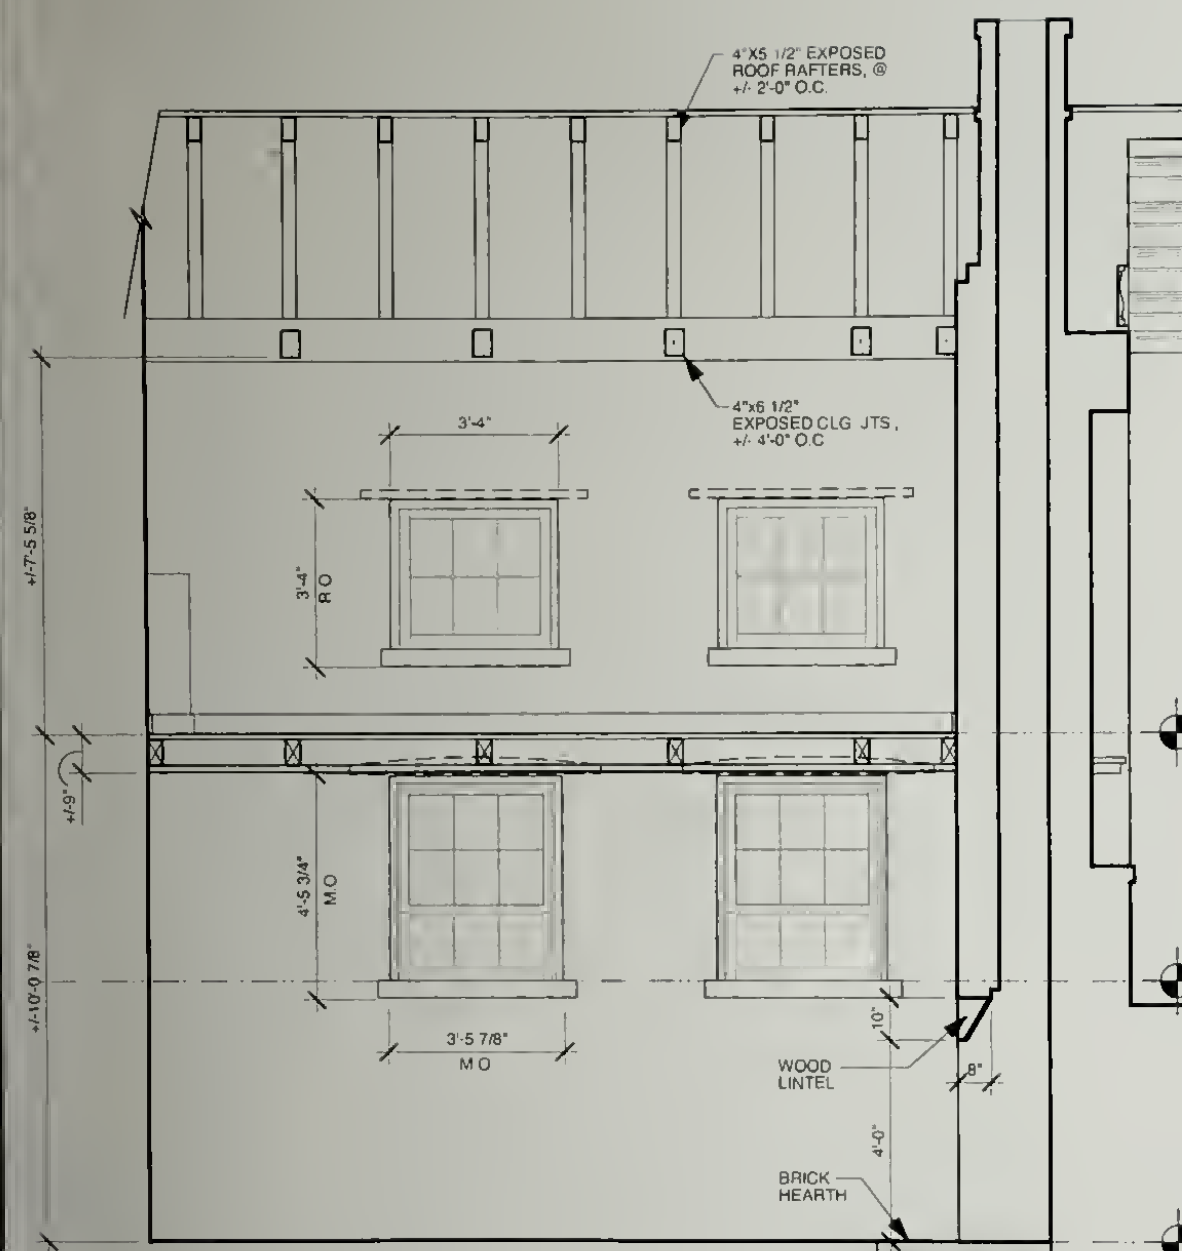 4"X5 1/2" EXPOSED
ROOF RAFTERS, @
+/- 2'-0" O.C.
4"x6 1/2"
EXPOSED CLG JTS,
+/- 4'-0" O.C
3'-4"
+/-7'-5 5/8"
3'-4"
R O
+/-9"
4'-5 3/4"
M.O
+/-10'-0 7/8"
3'-5 7/8"
M O
10"
WOOD
LINTEL
8"
4'-0"
BRICK
HEARTH